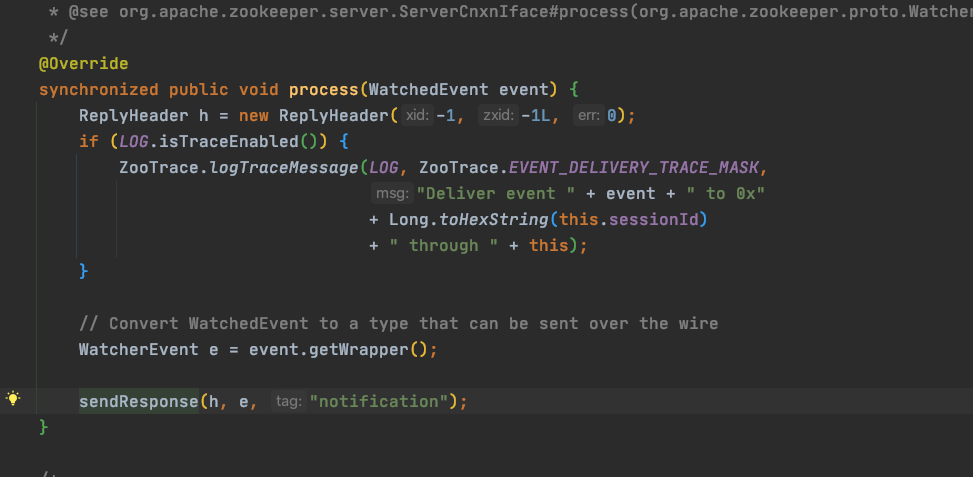 * @see org.apache.zookeeper.server.ServerCnxnIface#process(org.apache.zookeeper.proto.Watcher
*/
@Override
synchronized public void process(WatchedEvent event) {
ReplyHeader h = new ReplyHeader( xid: -1, zxid: -1L, err: 0);
if (LOG.isTraceEnabled()) {
ZooTrace.logTraceMessage(LOG, ZooTrace.EVENT_DELIVERY_TRACE_MASK,
msg: "Deliver event " + event + " to 0x"
+ Long.toHexString(this.sessionId)
+ " through " + this);
}
// Convert WatchedEvent to a type that can be sent over the wire
WatcherEvent e = event.getWrapper();
sendResponse(h, e, tag: "notification");
}